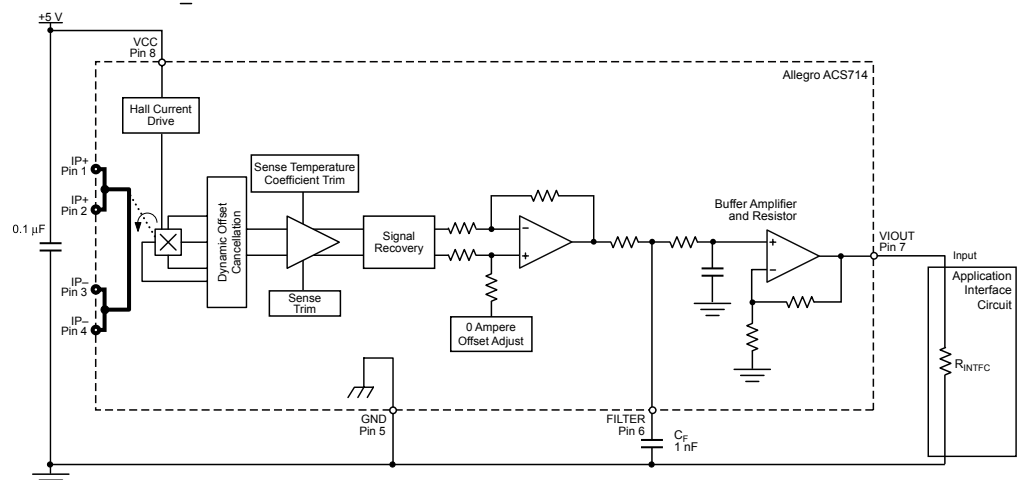 +5 V
VCC
Pin 8
Allegro ACS714
Hall Current
Drive
IP+
Pin 1
IP+
Pin 2
IP–
Pin 3
IP–
Pin 4
0.1 µF
Dynamic Offset
Cancellation
Sense Temperature
Coefficient Trim
Sense
Trim
Signal
Recovery
0 Ampere
Offset Adjust
Buffer Amplifier
and Resistor
VIOUT
Pin 7
Input
Application
Interface
Circuit
RINTFC
GND
Pin 5
FILTER
Pin 6
CF
1 nF
−
+
+
−